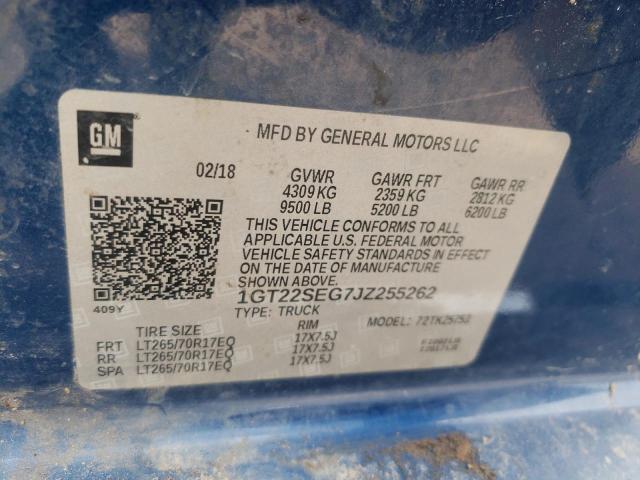 GM
MFD BY GENERAL MOTORS LLC
02/18 GVWR GAWR FRT GAWR RR
4309 KG 2359 KG 2812 KG
9500 LB 5200 LB 6200 LB
THIS VEHICLE CONFORMS TO ALL
APPLICABLE U.S. FEDERAL MOTOR
VEHICLE SAFETY STANDARDS IN EFFECT
ON THE DATE OF MANUFACTURE
SHOWN ABOVE.
1GT22SEG7JZ255262
409Y
TYPE: TRUCK MODEL:
TIRE SIZE RIM
FRT LT265/70R17EQ 17X7.5J
RR LT265/70R17EQ 17X7.5J
SPA LT265/70R17EQ 17X7.5J